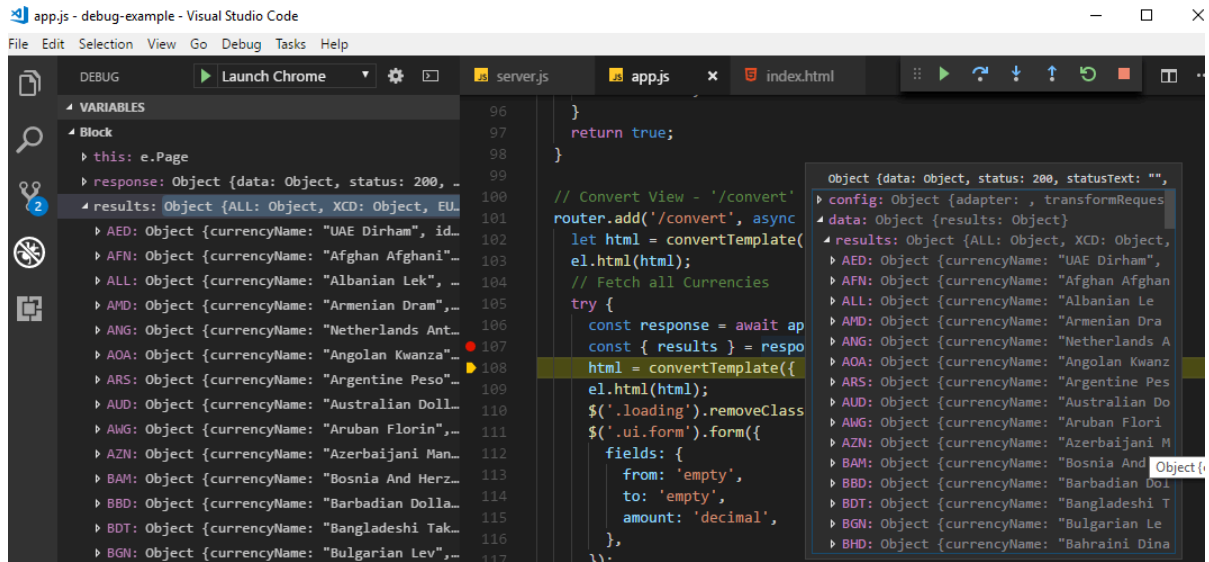 app.js - debug-example - Visual Studio Code
File Edit Selection View Go Debug Tasks Help
DEBUG
Launch Chrome
VARIABLES
Block
this: e.Page
response: Object {data: Object, status: 200, …
results: Object {ALL: Object, XCD: Object, EU…
AED: Object {currencyName: "UAE Dirham", id…
AFN: Object {currencyName: "Afghan Afghani"…
ALL: Object {currencyName: "Albanian Lek", …
AMD: Object {currencyName: "Armenian Dram",…
ANG: Object {currencyName: "Netherlands Ant…
AOA: Object {currencyName: "Angolan Kwanza"…
ARS: Object {currencyName: "Argentine Peso"…
AUD: Object {currencyName: "Australian Doll…
AWG: Object {currencyName: "Aruban Florin",…
AZN: Object {currencyName: "Azerbaijani Man…
BAM: Object {currencyName: "Bosnia And Herz…
BBD: Object {currencyName: "Barbadian Dolla…
BDT: Object {currencyName: "Bangladeshi Tak…
BGN: Object {currencyName: "Bulgarian Lev",…
2
JS server.js
JS app.js
5 index.html
96 }
97 return true;
98 }
99
100 // Convert View - '/convert'
101 router.add('/convert', async
102 let html = convertTemplate(
103 el.html(html);
104 // Fetch all Currencies
105 try {
106 const response = await ap
107 const { results } = respo
108 html = convertTemplate({
109 el.html(html);
110 $('.loading').removeClass
111 $('.ui.form').form({
112 fields: {
113 from: 'empty',
114 to: 'empty',
115 amount: 'decimal',
116 },
117 });
Object {data: Object, status: 200, statusText: "",
config: Object {adapter: , transformReques
data: Object {results: Object}
results: Object {ALL: Object, XCD: Object,
AED: Object {currencyName: "UAE Dirham",
AFN: Object {currencyName: "Afghan Afghan
ALL: Object {currencyName: "Albanian Le
AMD: Object {currencyName: "Armenian Dra
ANG: Object {currencyName: "Netherlands A
AOA: Object {currencyName: "Angolan Kwanz
ARS: Object {currencyName: "Argentine Pes
AUD: Object {currencyName: "Australian Do
AWG: Object {currencyName: "Aruban Flori
AZN: Object {currencyName: "Azerbaijani M
BAM: Object {currencyName: "Bosnia And
BBD: Object {currencyName: "Barbadian Dol
BDT: Object {currencyName: "Bangladeshi T
BGN: Object {currencyName: "Bulgarian Le
BHD: Object {currencyName: "Bahraini Dina
Object {